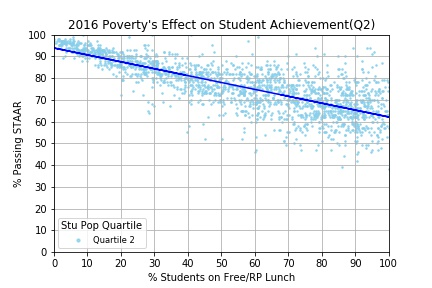 2016 Poverty's Effect on Student Achievement(Q2)
100
90
80
70
60
50
40
30
20
10
0
% Passing STAAR
Stu Pop Quartile
Quartile 2
0 10 20 30 40 50 60 70 80 90 100
% Students on Free/RP Lunch